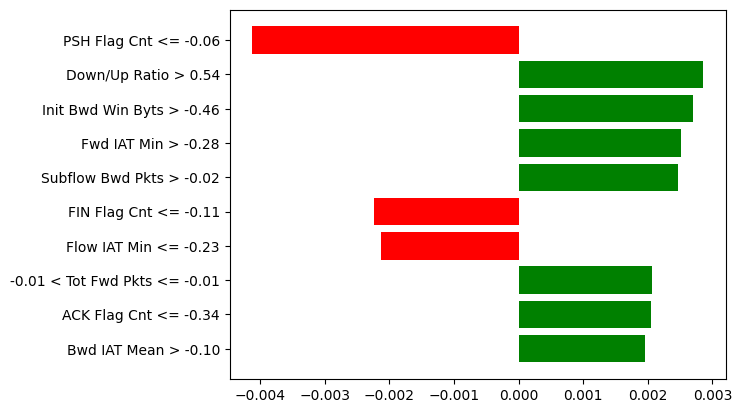 PSH Flag Cnt <= -0.06
Down/Up Ratio > 0.54
Init Bwd Win Byts > -0.46
Fwd IAT Min > -0.28
Subflow Bwd Pkts > -0.02
FIN Flag Cnt <= -0.11
Flow IAT Min <= -0.23
-0.01 < Tot Fwd Pkts <= -0.01
ACK Flag Cnt <= -0.34
Bwd IAT Mean > -0.10
−0.004 −0.003 −0.002 −0.001 0.000 0.001 0.002 0.003